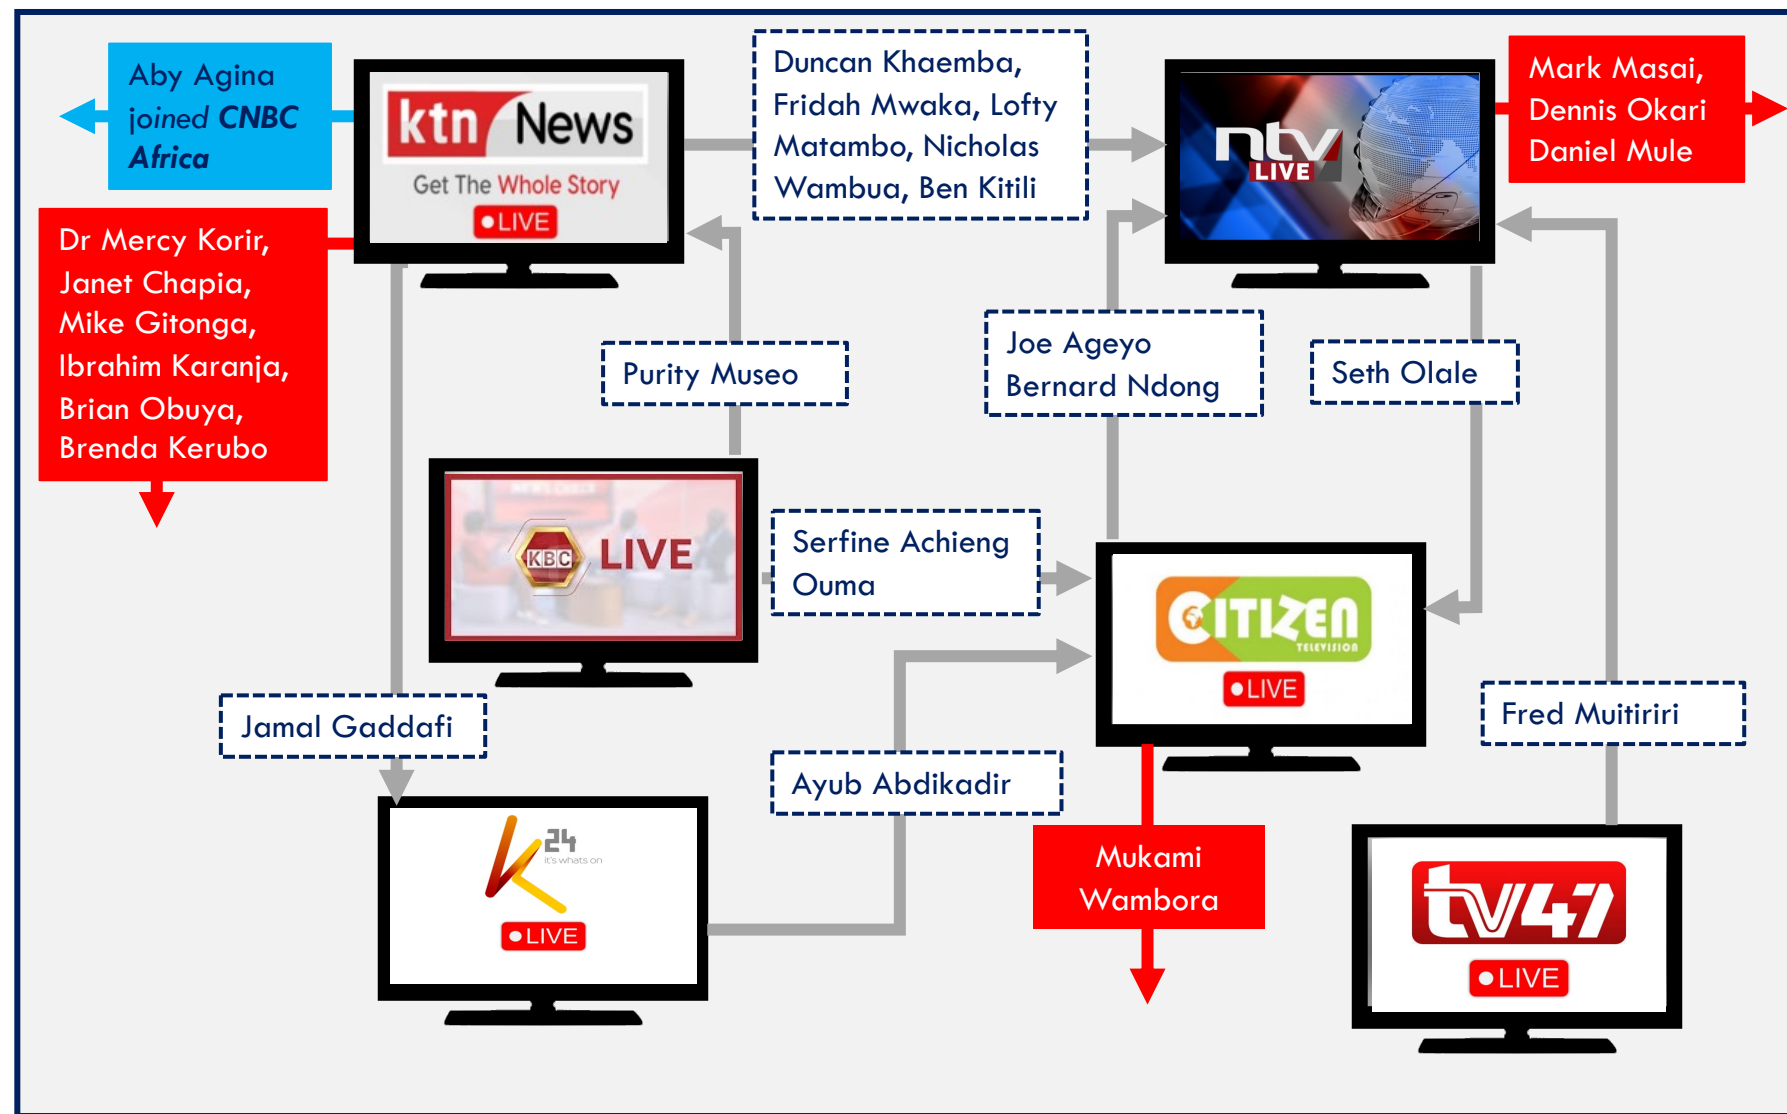 Aby Agina
joined CNBC
Africa
ktn News
Get The Whole Story
LIVE
Duncan Khaemba,
Fridah Mwaka, Lofty
Matambo, Nicholas
Wambua, Ben Kitili
ntv
LIVE
Mark Masai,
Dennis Okari
Daniel Mule
Dr Mercy Korir,
Janet Chapia,
Mike Gitonga,
Ibrahim Karanja,
Brian Obuya,
Brenda Kerubo
Purity Museo
Joe Ageyo
Bernard Ndong
Seth Olale
KBC LIVE
Serfine Achieng
Ouma
CITIZEN
TELEVISION
LIVE
Jamal Gaddafi
Ayub Abdikadir
Fred Muitiriri
K24
it's whats on
LIVE
Mukami
Wambora
tv47
LIVE